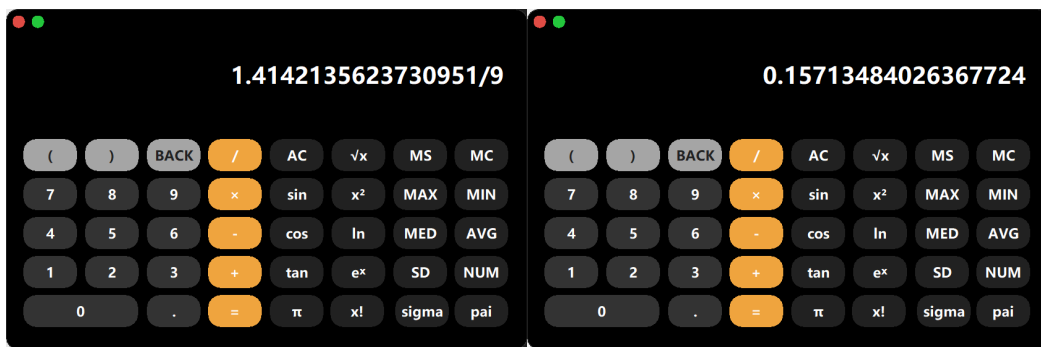 1.4142135623730951/9
( ) BACK / AC √x MS MC
7 8 9 × sin x² MAX MIN
4 5 6 - cos ln MED AVG
1 2 3 + tan eˣ SD NUM
0 . = π x! sigma pai
0.15713484026367724
( ) BACK / AC √x MS MC
7 8 9 × sin x² MAX MIN
4 5 6 - cos ln MED AVG
1 2 3 + tan eˣ SD NUM
0 . = π x! sigma pai